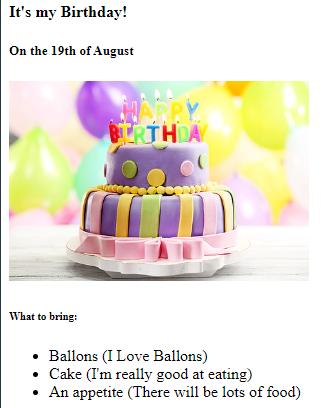 It's my Birthday!
On the 19th of August
HAPPY
BIRTHDAY
What to bring:
Ballons (I Love Ballons)
Cake (I'm really good at eating)
An appetite (There will be lots of food)